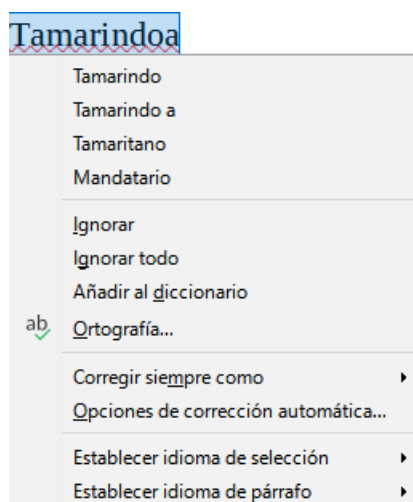 Tamarindoa
Tamarindo
Tamarindo a
Tamaritano
Mandatario
Ignorar
Ignorar todo
Añadir al diccionario
ab Ortografía...
Corregir siempre como
Opciones de corrección automática...
Establecer idioma de selección
Establecer idioma de párrafo